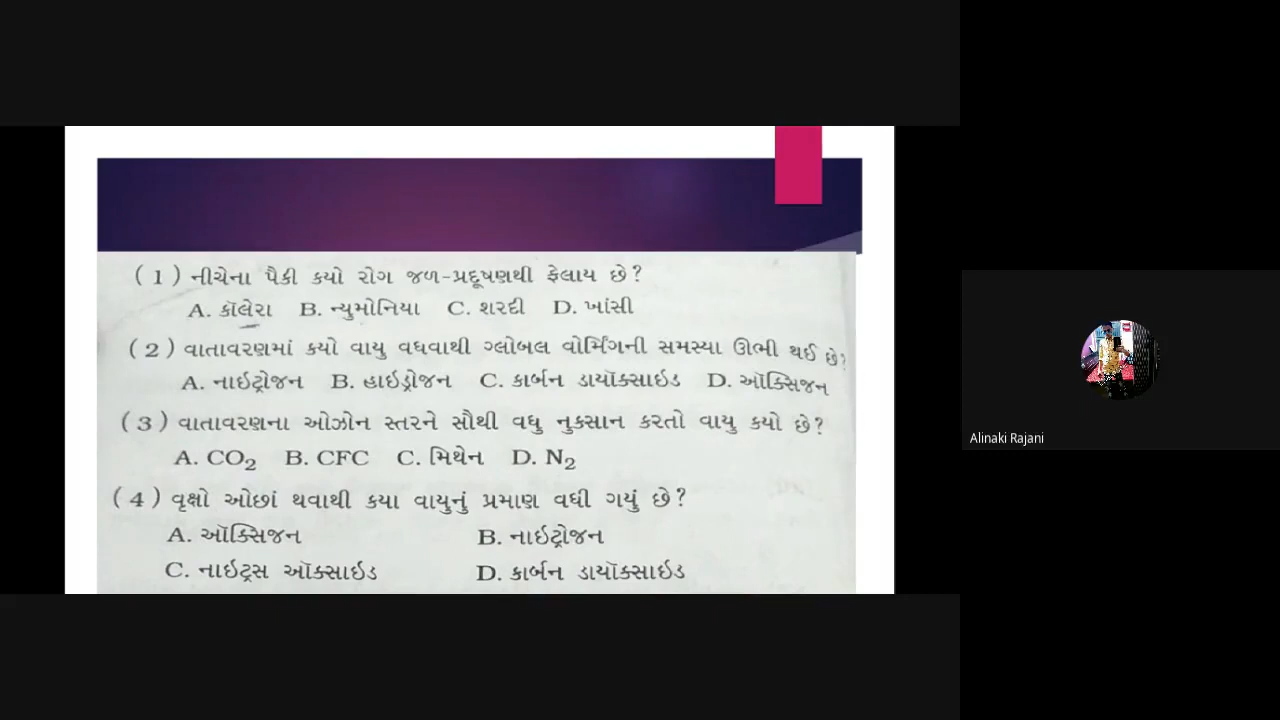 ( 1 ) નીચેના પૈકી કયો રોગ જળ-પ્રદૂષણથી ફેલાય છે?
A. કૉલેરા B. ન્યુમોનિયા C. શરદી D. ખાંસી
( 2 ) વાતાવરણમાં કયો વાયુ વધવાથી ગ્લોબલ વોર્મિંગની સમસ્યા ઊભી થઈ છે?
A. નાઇટ્રોજન B. હાઇડ્રોજન C. કાર્બન ડાયૉક્સાઇડ D. ઑક્સિજન
( 3 ) વાતાવરણના ઓઝોન સ્તરને સૌથી વધુ નુકસાન કરતો વાયુ કયો છે?
A. CO₂ B. CFC C. મિથેન D. N₂
( 4 ) વૃક્ષો ઓછાં થવાથી કયા વાયુનું પ્રમાણ વધી ગયું છે?
A. ઑક્સિજન B. નાઇટ્રોજન
C. નાઇટ્રસ ઑક્સાઇડ D. કાર્બન ડાયૉક્સાઇડ
Alinaki Rajani